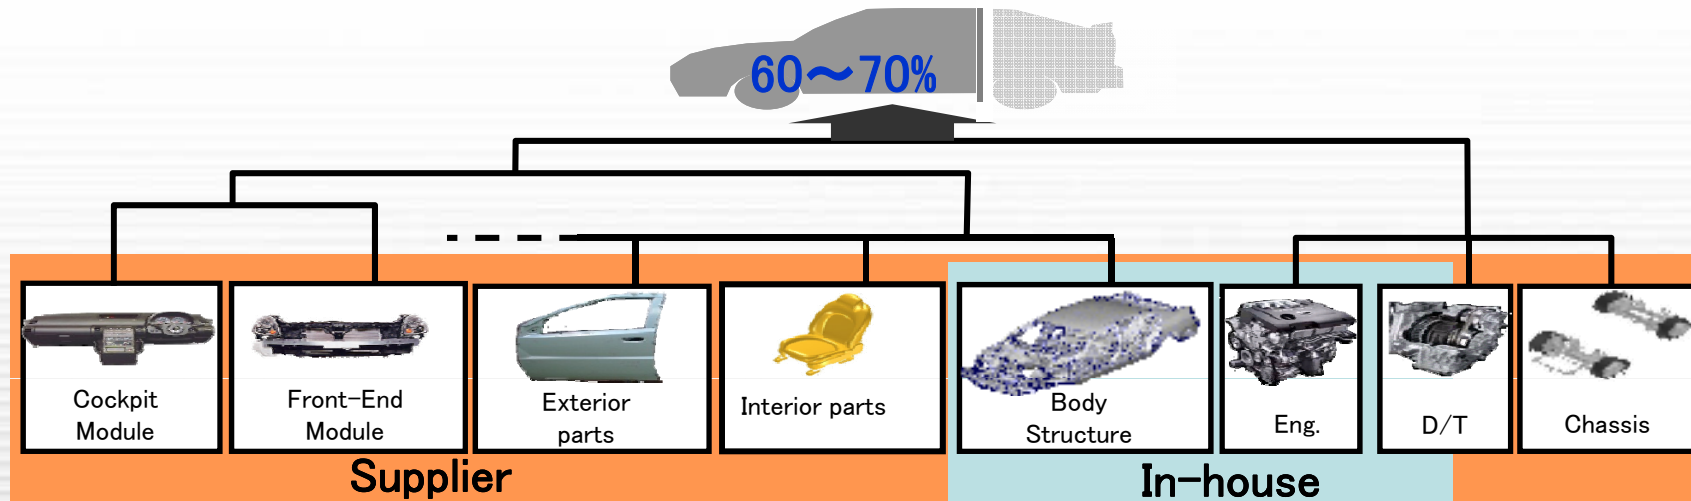 60～70%
Cockpit
Module
Front-End
Module
Exterior
parts
Interior parts
Body
Structure
Eng.
D/T
Chassis
Supplier
In-house